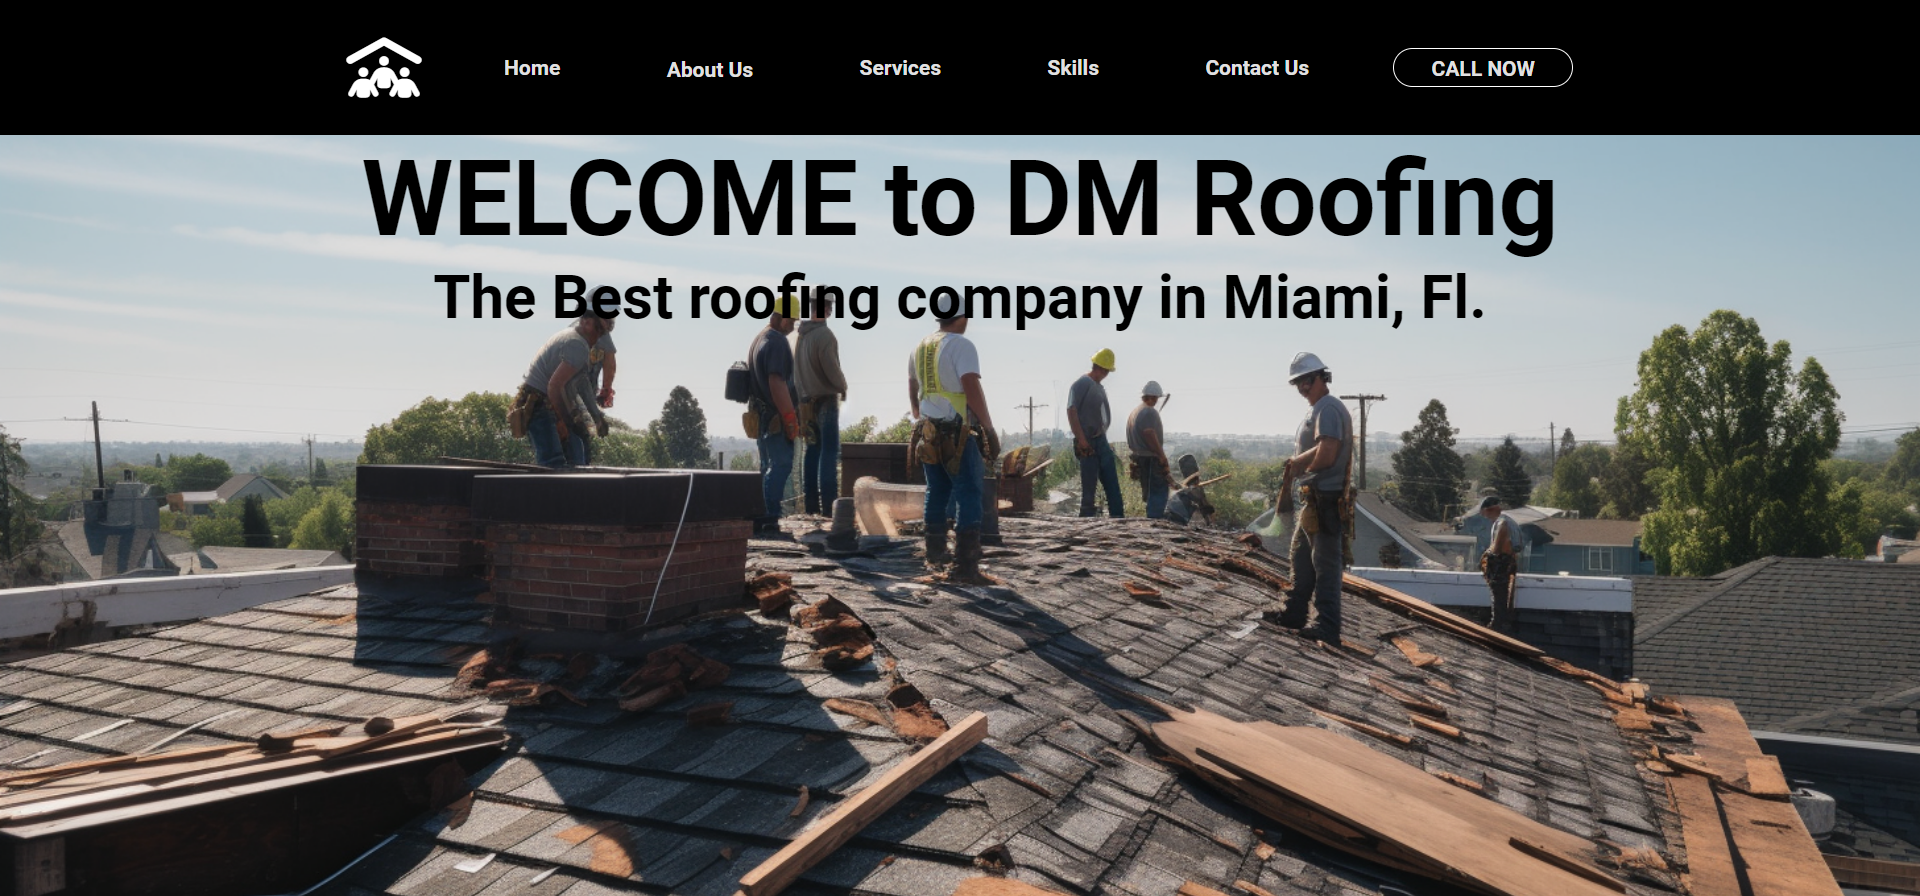 Home
About Us
Services
Skills
Contact Us
CALL NOW
WELCOME to DM Roofing
The Best roofing company in Miami, Fl.